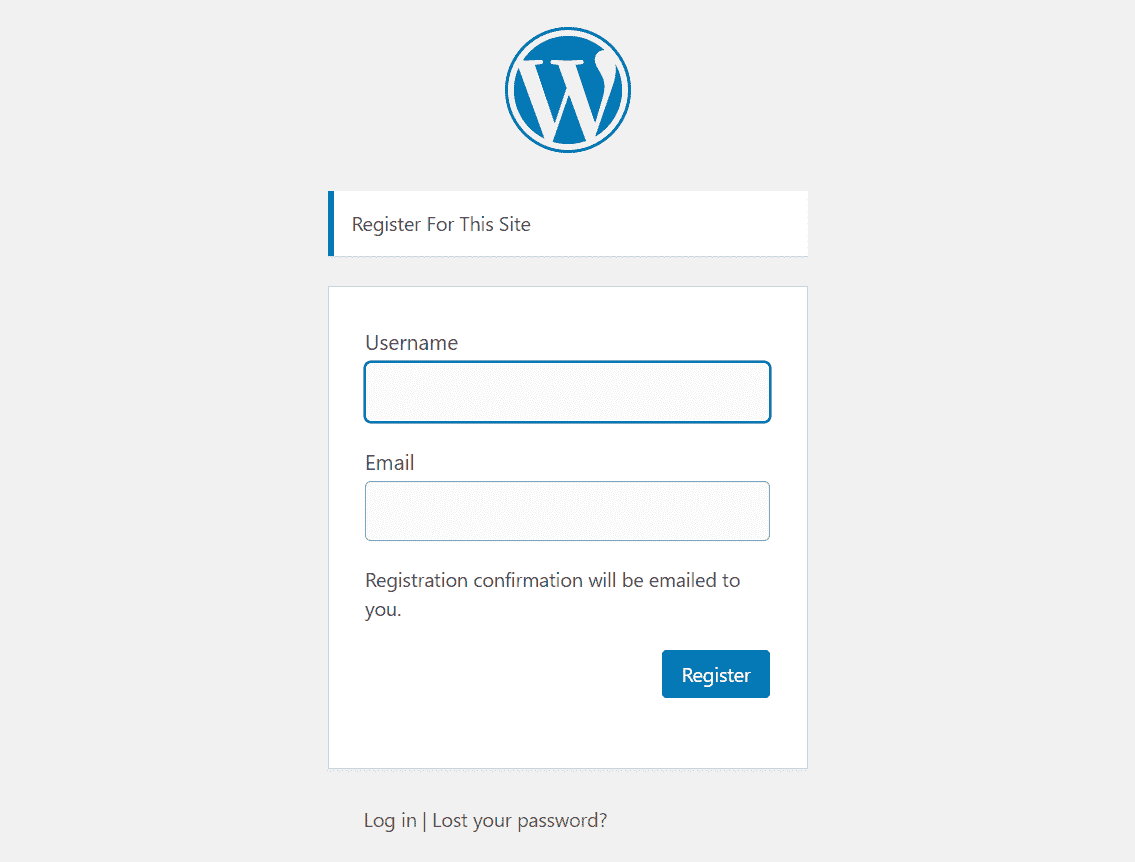 Register For This Site
Username
Email
Registration confirmation will be emailed to
you.
Register
Log in | Lost your password?